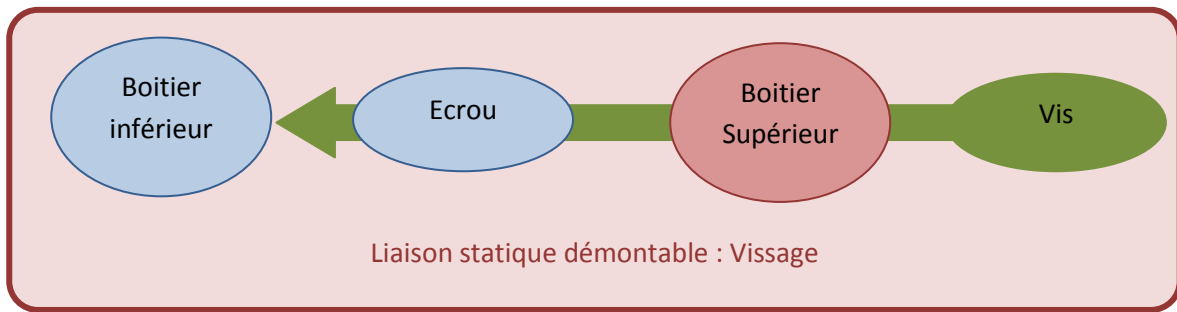 Boitier
inférieur
Ecrou
Boitier
Supérieur
Vis
Liaison statique démontable : Vissage